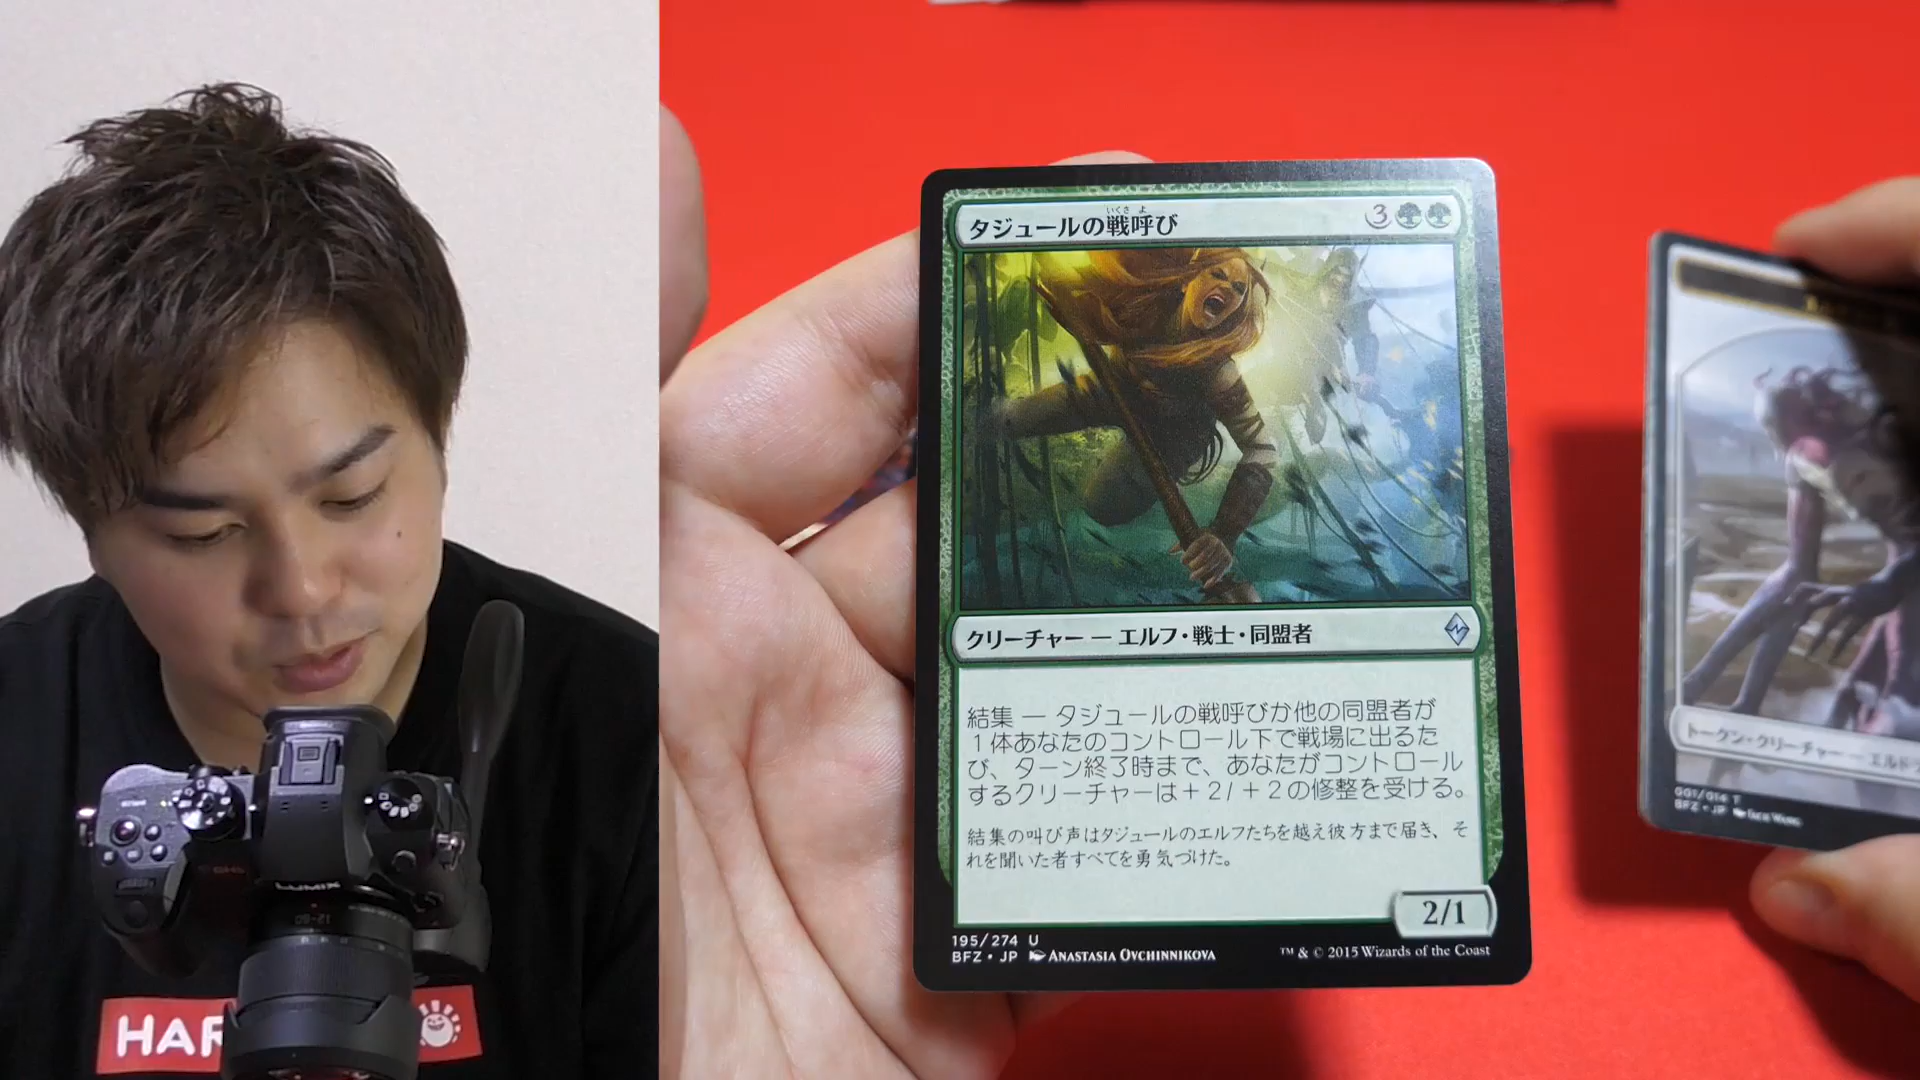 いくさ よ
タジュールの戦呼び 3
クリーチャー — エルフ・戦士・同盟者
結集 — タジュールの戦呼びか他の同盟者が
1体あなたのコントロール下で戦場に出るた
び、ターン終了時まで、あなたがコントロール
するクリーチャーは+2/+2の修整を受ける。
結集の叫び声はタジュールのエルフたちを越え彼方まで届き、そ
れを聞いた者すべてを勇気づけた。
2/1
195/274 U
BFZ • JP ANASTASIA OVCHINNIKOVA
™ & © 2015 Wizards of the Coast
トークン・クリーチャー — エルドラ
001/014 T
BFZ • JP
LUMIX
12-60
HAR